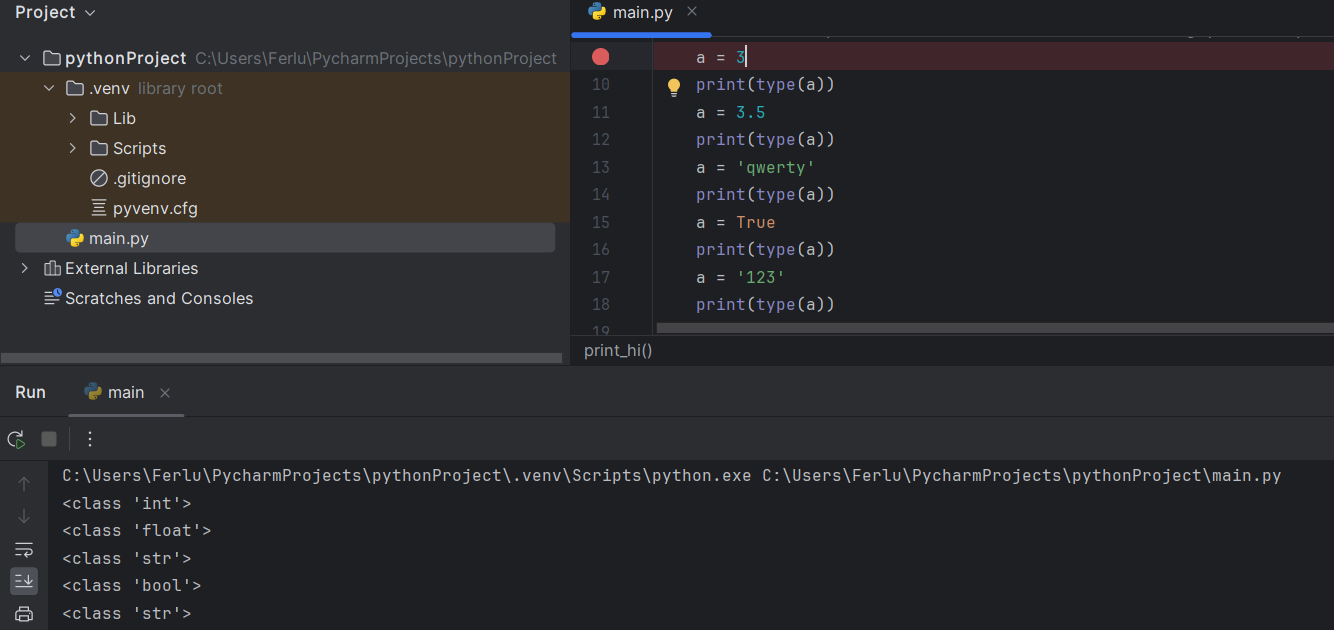 Project
pythonProject C:\Users\Ferlu\PycharmProjects\pythonProject
.venv library root
Lib
Scripts
.gitignore
pyvenv.cfg
main.py
External Libraries
Scratches and Consoles
main.py
a = 3
10 print(type(a))
11 a = 3.5
12 print(type(a))
13 a = 'qwerty'
14 print(type(a))
15 a = True
16 print(type(a))
17 a = '123'
18 print(type(a))
19
print_hi()
Run main
C:\Users\Ferlu\PycharmProjects\pythonProject\.venv\Scripts\python.exe C:\Users\Ferlu\PycharmProjects\pythonProject\main.py
<class 'int'>
<class 'float'>
<class 'str'>
<class 'bool'>
<class 'str'>